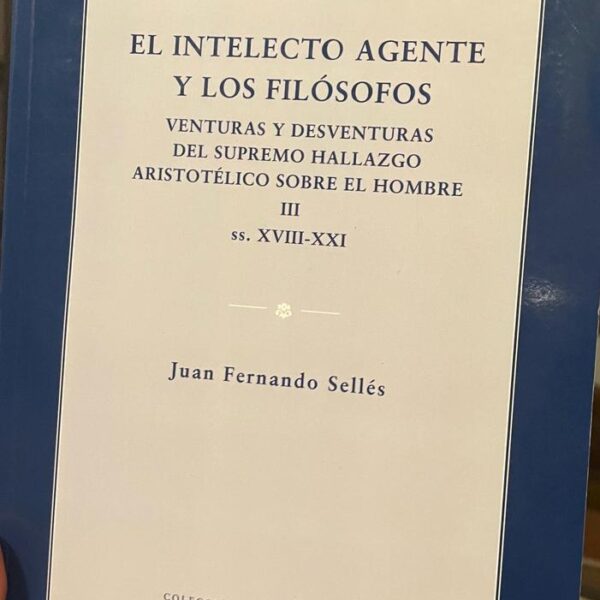 EL INTELECTO AGENTE
Y LOS FILÓSOFOS
VENTURAS Y DESVENTURAS
DEL SUPREMO HALLAZGO
ARISTOTÉLICO SOBRE EL HOMBRE
III
ss. XVIII-XXI
Juan Fernando Sellés